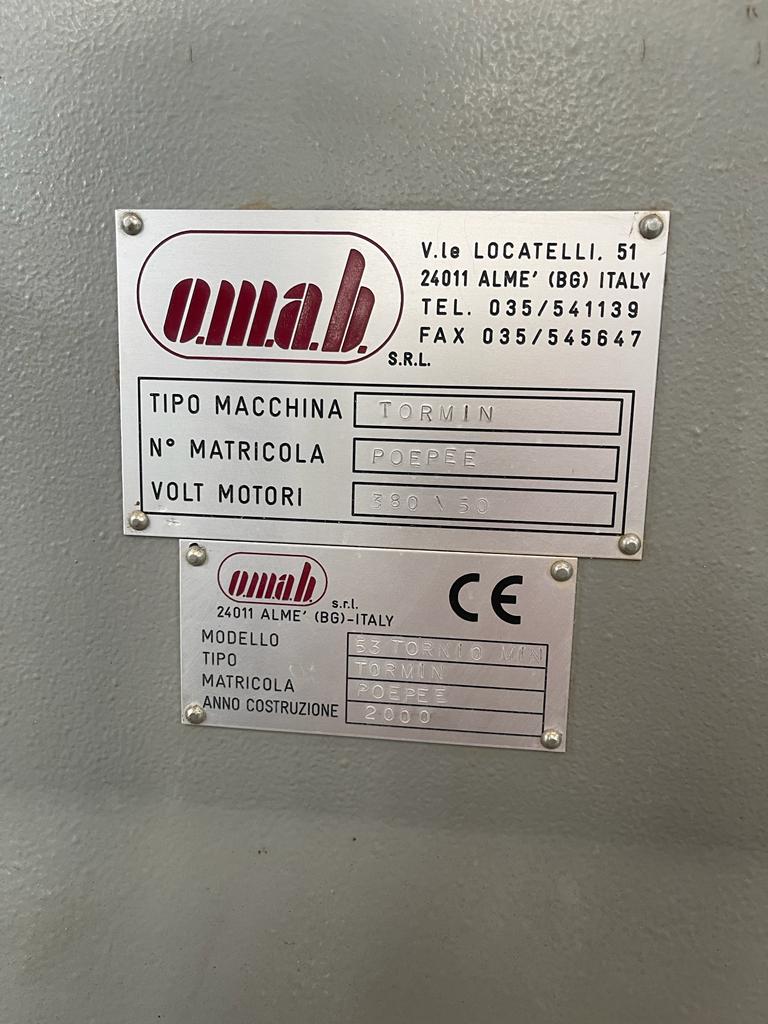 o.m.a.b.
S.R.L.
V.le LOCATELLI, 51
24011 ALME' (BG) ITALY
TEL. 035/541139
FAX 035/545647
TIPO MACCHINA TORMIN
N° MATRICOLA POEPEE
VOLT MOTORI 380 \ 50
o.m.a.b.
s.r.l.
24011 ALME' (BG)-ITALY
CE
MODELLO 53 TORNIO MIN
TIPO TORMIN
MATRICOLA POEPEE
ANNO COSTRUZIONE 2000